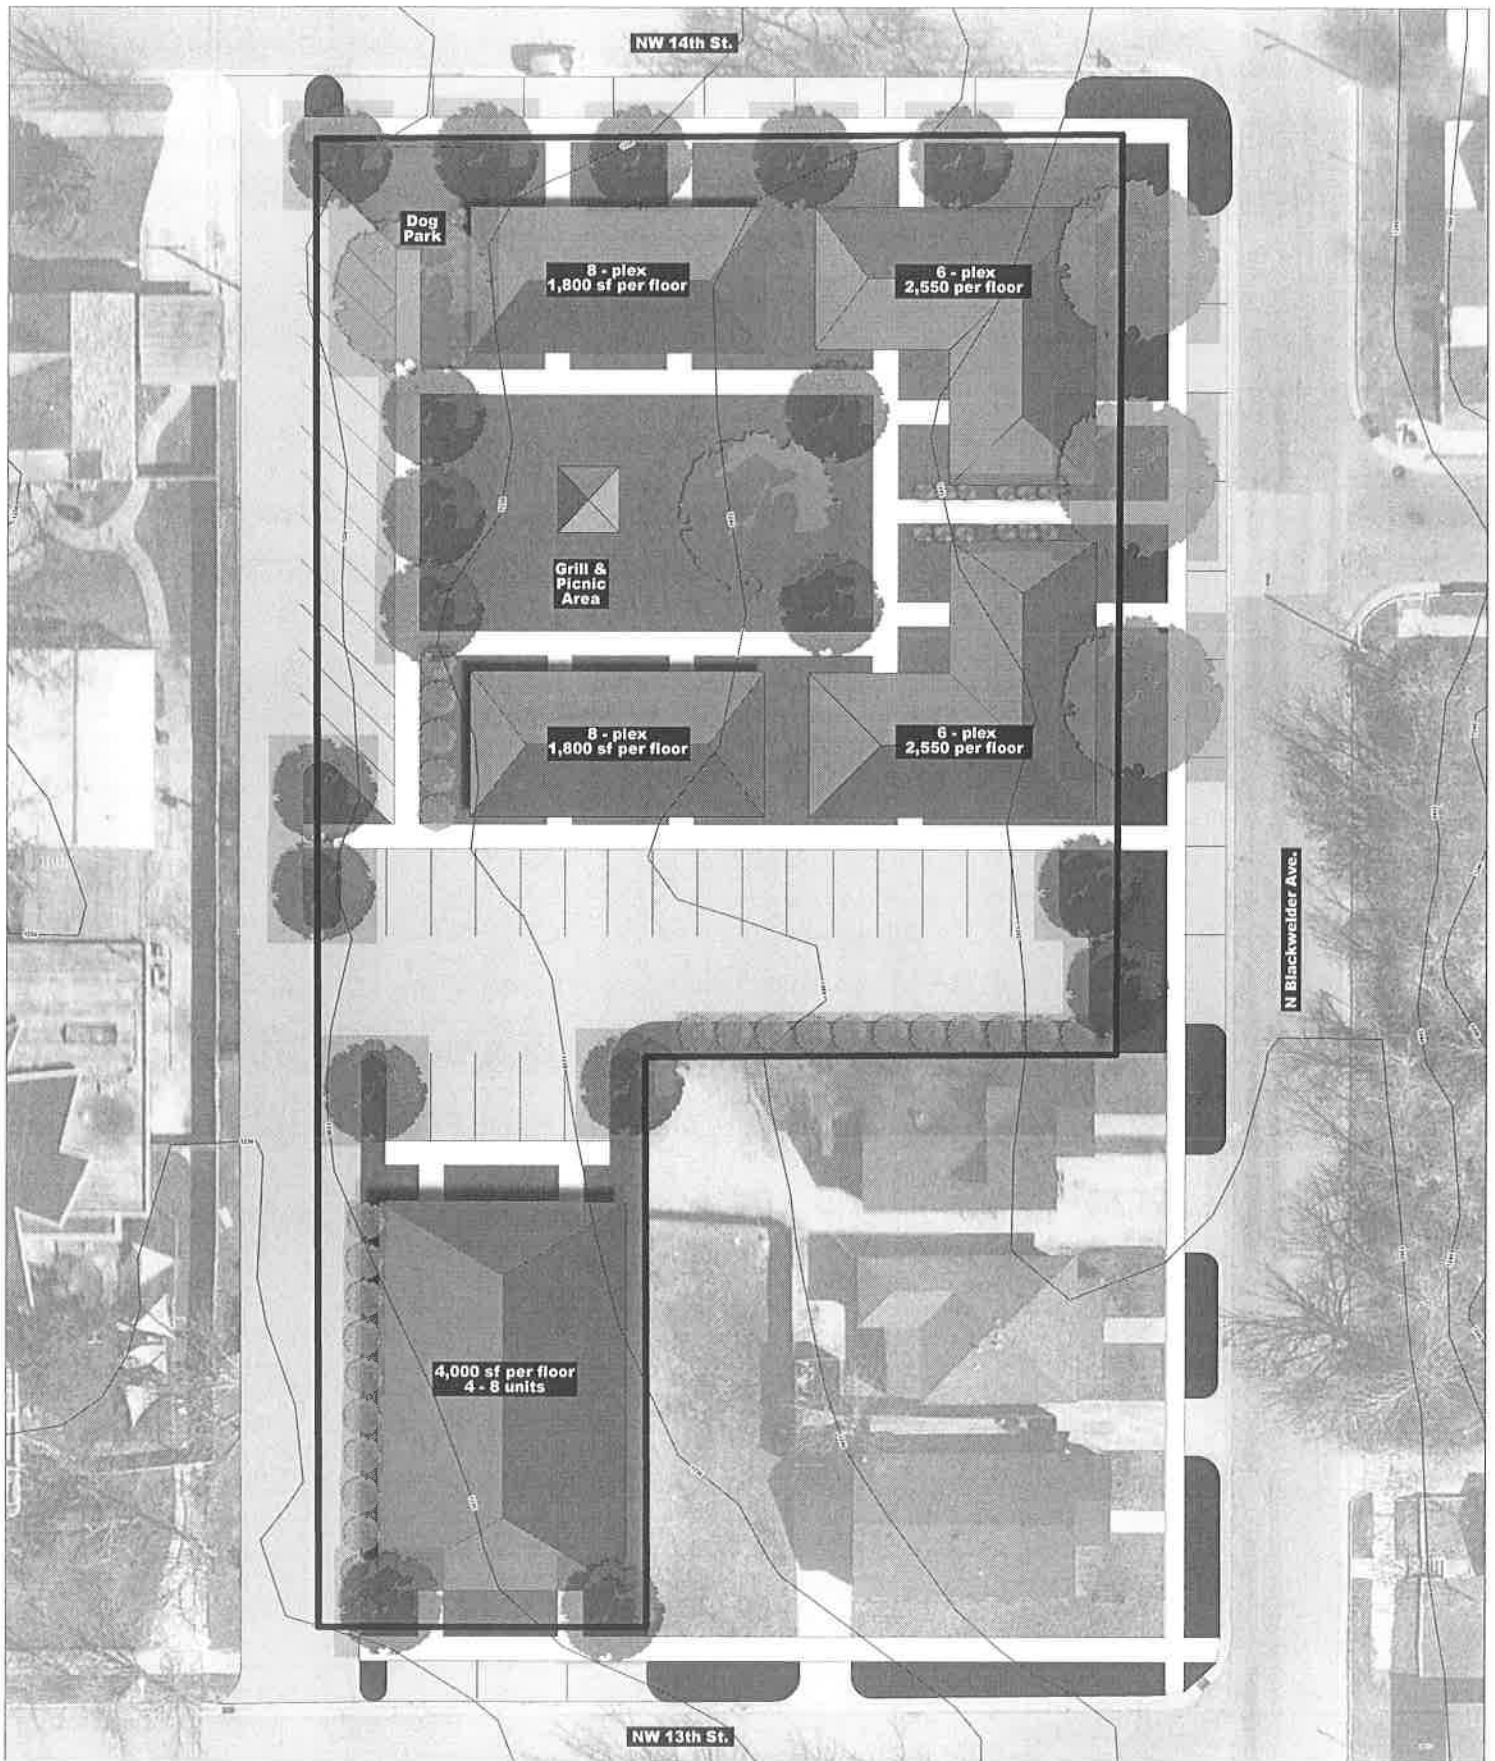 NW 14th St.
Dog
Park
8 - plex
1,800 sf per floor
6 - plex
2,550 per floor
Grill &
Picnic
Area
8 - plex
1,800 sf per floor
6 - plex
2,550 per floor
N Blackwelder Ave.
4,000 sf per floor
4 - 8 units
NW 13th St.